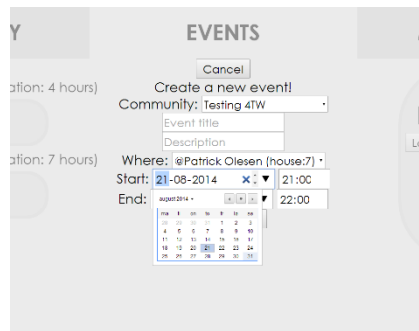 Y
EVENTS
Cancel
ation: 4 hours)
Create a new event!
Community: Testing 4TW
Event title
Description
ation: 7 hours)
Where: @Patrick Olesen (house:7)
Start: 21-08-2014 21:00
End: 22:00
august 2014
ma ti on to fr lø sø
28 29 30 31 1 2 3
4 5 6 7 8 9 10
11 12 13 14 15 16 17
18 19 20 21 22 23 24
25 26 27 28 29 30 31